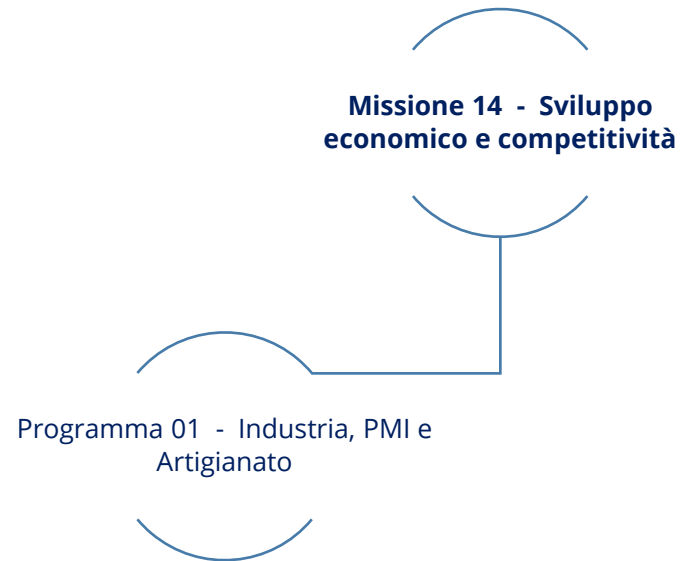 Missione 14 - Sviluppo
economico e competitività
Programma 01 - Industria, PMI e
Artigianato